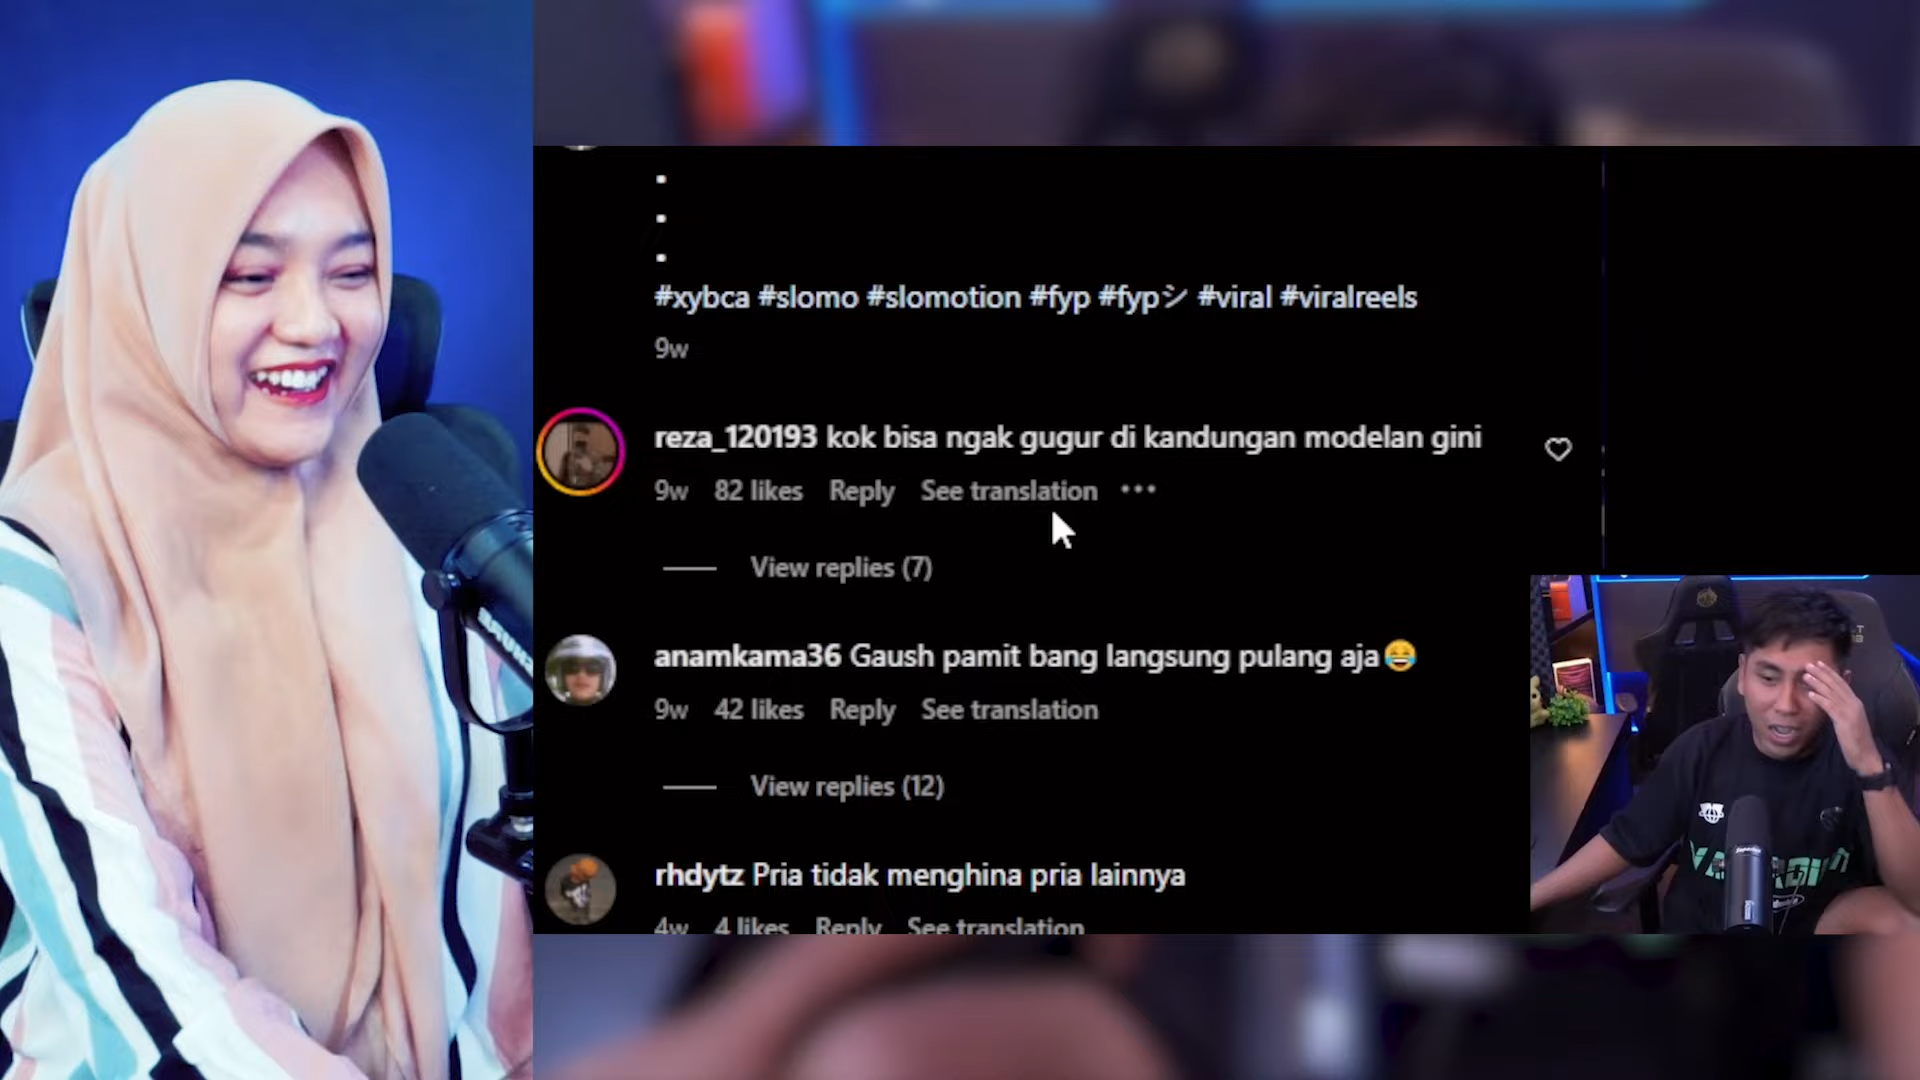 .
.
.
#xybca #slomo #slomotion #fyp #fypシ #viral #viralreels
9w
reza_120193 kok bisa ngak gugur di kandungan modelan gini
9w 82 likes Reply See translation •••
View replies (7)
anamkama36 Gaush pamit bang langsung pulang aja😂
9w 42 likes Reply See translation
View replies (12)
rhdytz Pria tidak menghina pria lainnya
4w 4 likes Reply See translation